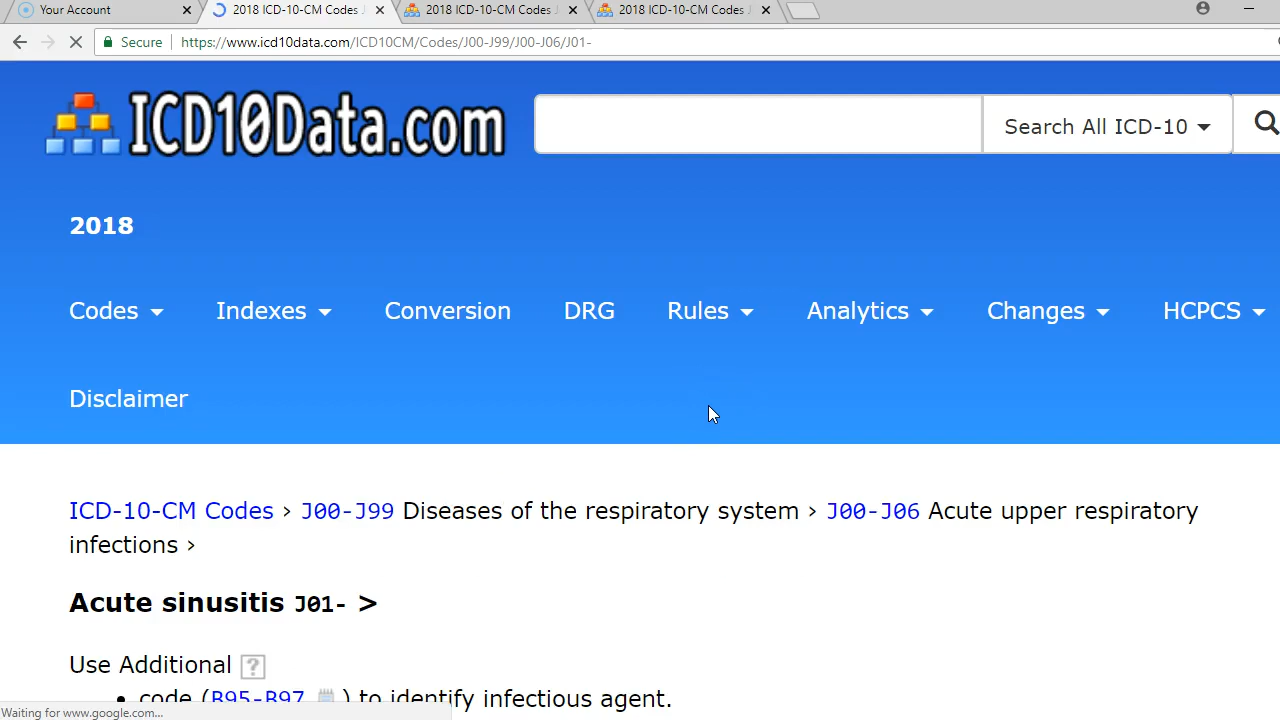 Your Account 2018 ICD-10-CM Codes 2018 ICD-10-CM Codes 2018 ICD-10-CM Codes
Secure https://www.icd10data.com/ICD10CM/Codes/J00-J99/J00-J06/J01-
ICD10Data.com Search All ICD-10
2018
Codes Indexes Conversion DRG Rules Analytics Changes HCPCS
Disclaimer
ICD-10-CM Codes › J00-J99 Diseases of the respiratory system › J00-J06 Acute upper respiratory
infections ›
Acute sinusitis J01- >
Use Additional ?
• code (B95-B97 ) to identify infectious agent.
Waiting for www.google.com...